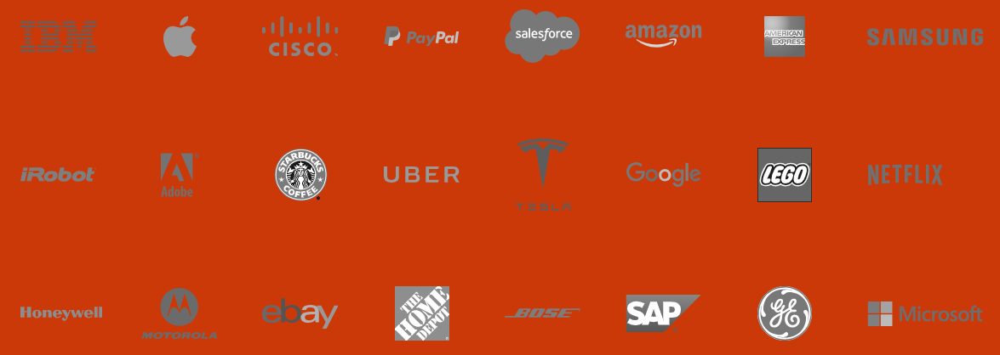 IBM
CISCO
PayPal
salesforce
amazon
AMERICAN
EXPRESS
SAMSUNG
iRobot
Adobe
STARBUCKS
COFFEE
UBER
TESLA
Google
LEGO
NETFLIX
Honeywell
MOTOROLA
ebay
THE
HOME
DEPOT
BOSE
SAP
GE
Microsoft